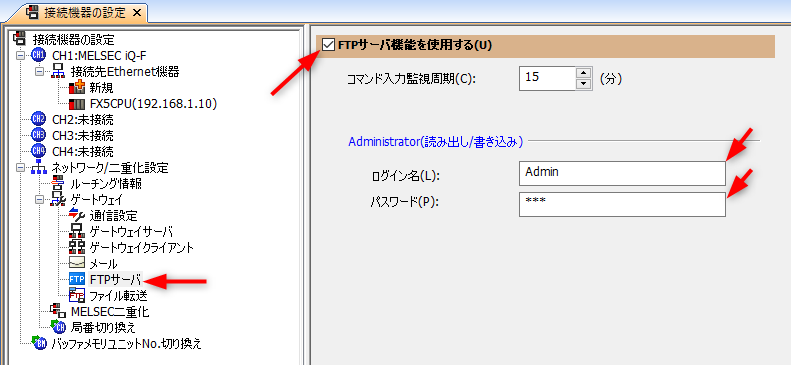 接続機器の設定
接続機器の設定
CH1:MELSEC iQ-F
接続先Ethernet機器
新規
FX5CPU(192.168.1.10)
CH2:未接続
CH3:未接続
CH4:未接続
ネットワーク/二重化設定
ルーチング情報
ゲートウェイ
通信設定
ゲートウェイサーバ
ゲートウェイクライアント
メール
FTP FTPサーバ
ファイル転送
MELSEC二重化
局番切り換え
バッファメモリユニットNo.切り換え
FTPサーバ機能を使用する(U)
コマンド入力監視周期(C): 15 (分)
Administrator(読み出し/書き込み)
ログイン名(L): Admin
パスワード(P): ***